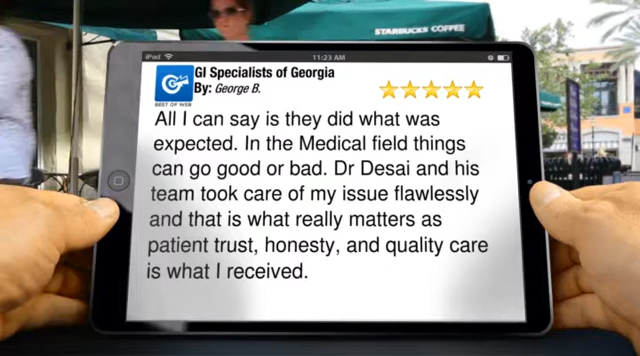 STARBUCKS COFFEE
iPad
11:23 AM
GI Specialists of Georgia
By: George B.
BEST OF WEB
All I can say is they did what was
expected. In the Medical field things
can go good or bad. Dr Desai and his
team took care of my issue flawlessly
and that is what really matters as
patient trust, honesty, and quality care
is what I received.